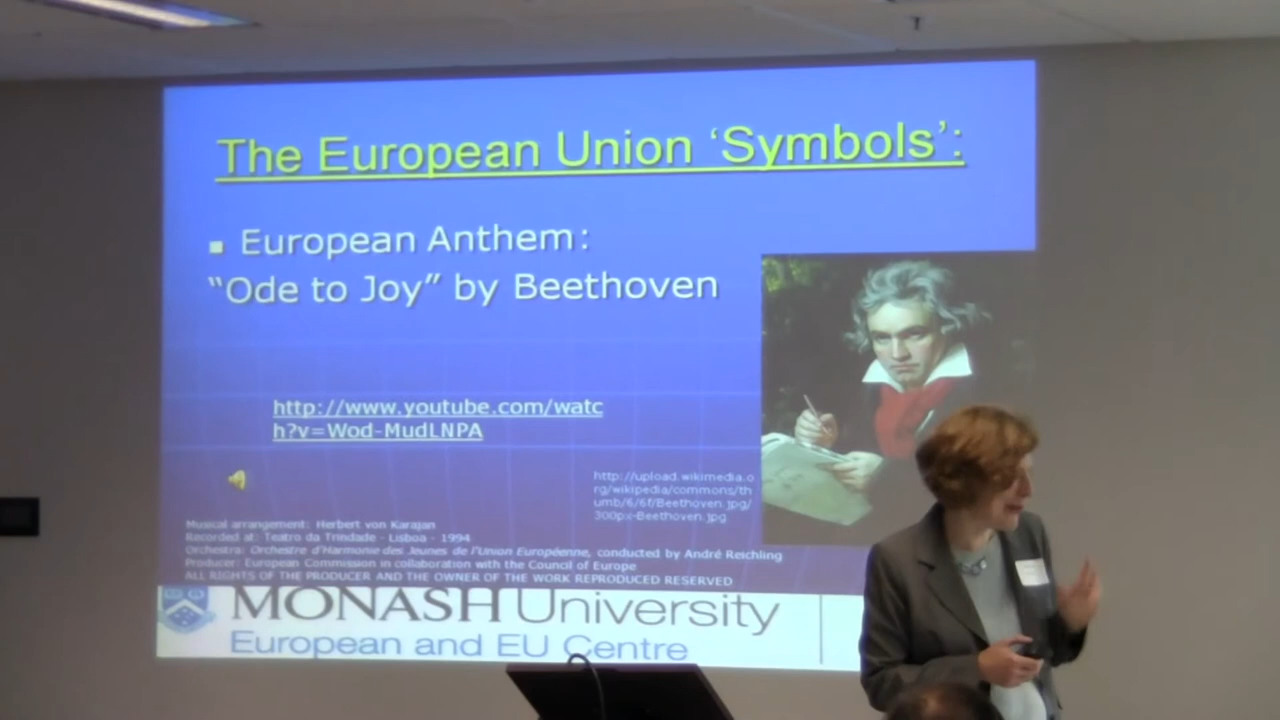 The European Union ‘Symbols’:
▪ European Anthem:
“Ode to Joy” by Beethoven
http://www.youtube.com/watc
h?v=Wod-MudLNPA
http://upload.wikimedia.o
rg/wikipedia/commons/th
umb/6/6f/Beethoven.jpg/
300px-Beethoven.jpg
Musical arrangement: Herbert von Karajan
Recorded at: Teatro da Trindade - Lisboa - 1994
Orchestra: Orchestre d’Harmonie des Jeunes de l’Union Européenne, conducted by André Reichling
Producer: European Commission in collaboration with the Council of Europe
ALL RIGHTS OF THE PRODUCER AND THE OWNER OF THE WORK REPRODUCED RESERVED
MONASH University
European and EU Centre